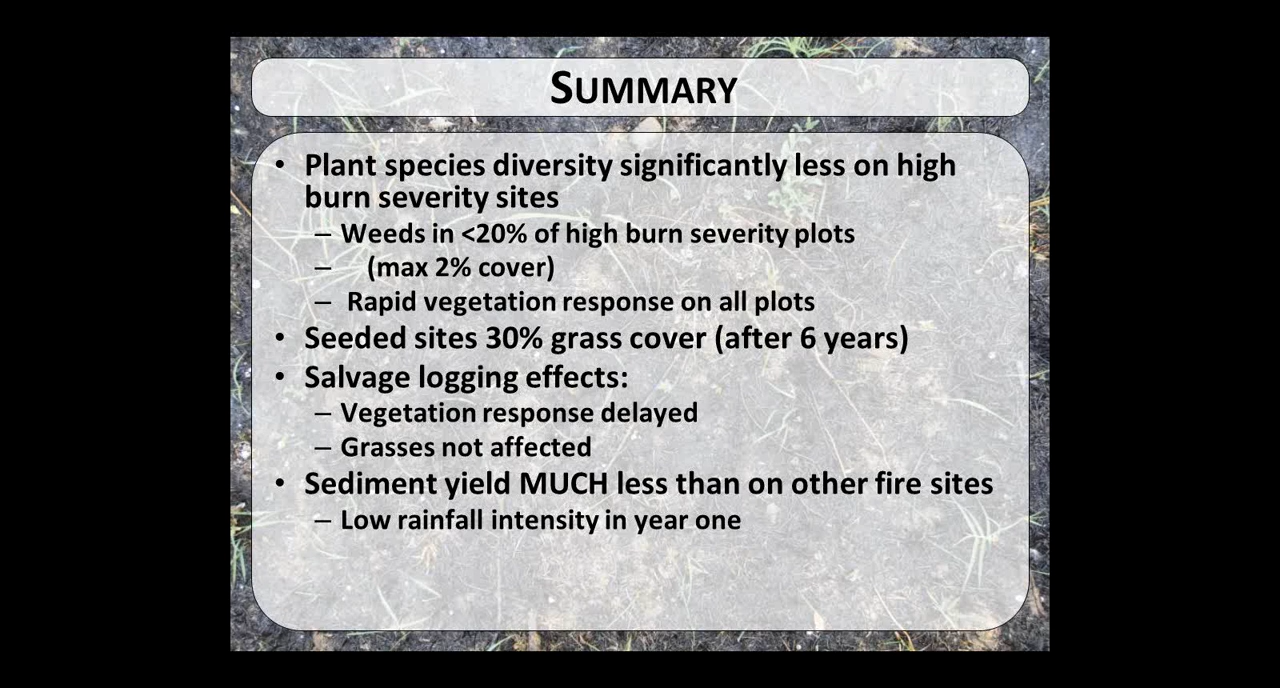 SUMMARY
• Plant species diversity significantly less on high
burn severity sites
– Weeds in <20% of high burn severity plots
– (max 2% cover)
– Rapid vegetation response on all plots
• Seeded sites 30% grass cover (after 6 years)
• Salvage logging effects:
– Vegetation response delayed
– Grasses not affected
• Sediment yield MUCH less than on other fire sites
– Low rainfall intensity in year one